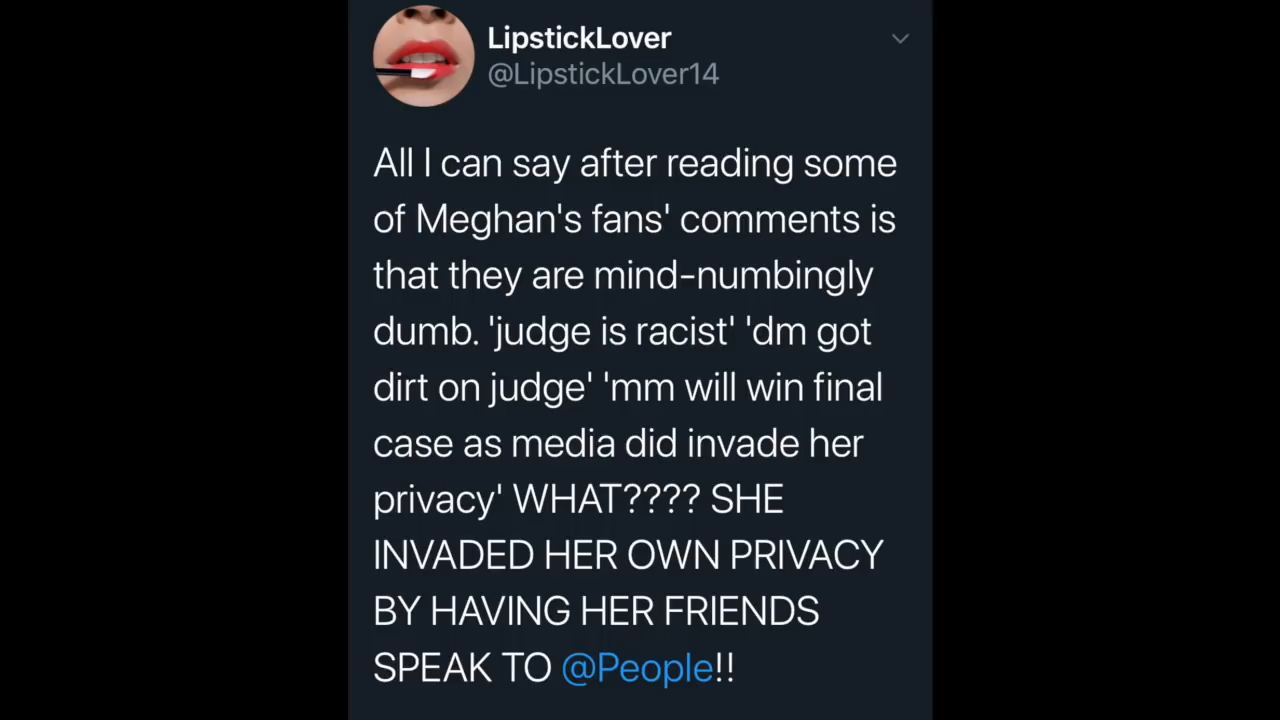 LipstickLover
@LipstickLover14
All I can say after reading some
of Meghan's fans' comments is
that they are mind-numbingly
dumb. 'judge is racist' 'dm got
dirt on judge' 'mm will win final
case as media did invade her
privacy' WHAT???? SHE
INVADED HER OWN PRIVACY
BY HAVING HER FRIENDS
SPEAK TO @People!!